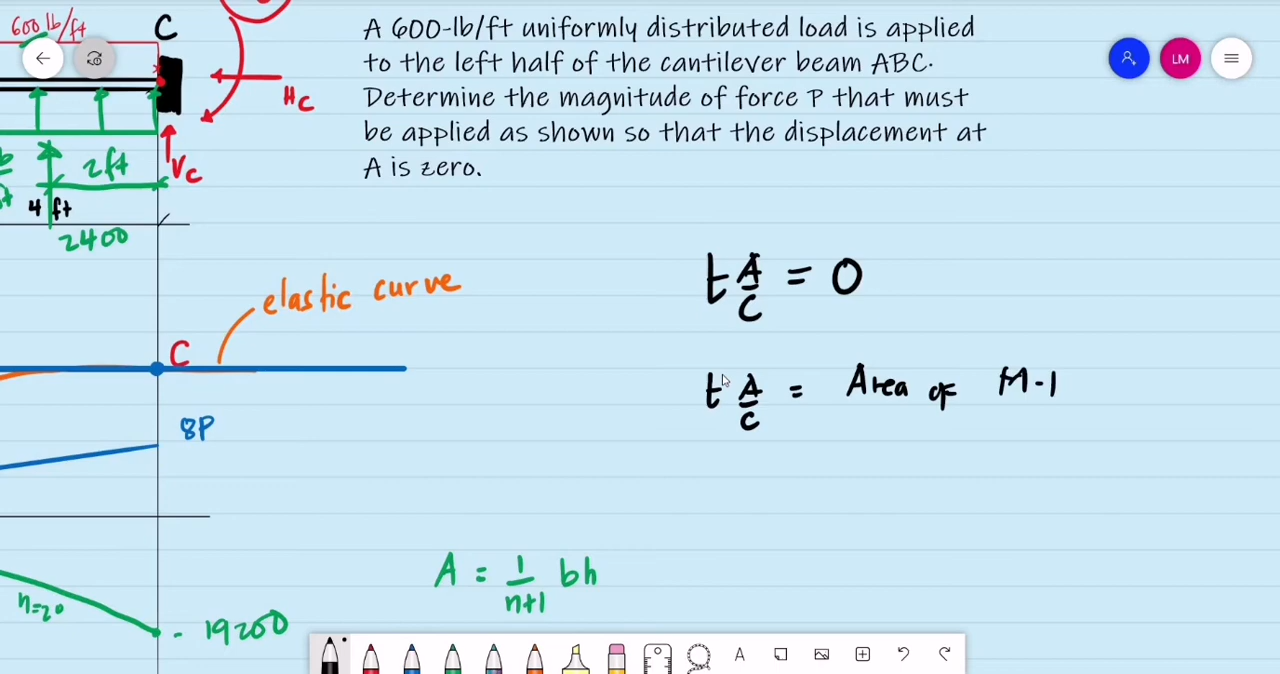 600 lb/ft
C
A 600-lb/ft uniformly distributed load is applied
to the left half of the cantilever beam ABC.
Determine the magnitude of force P that must
be applied as shown so that the displacement at
A is zero.
Hc
Vc
2ft
4 ft
2400
LM
t A/C = 0
elastic curve
C
t A/C = Area of M-1
8P
A = 1/n+1 bh
n=2°
- 19200
A